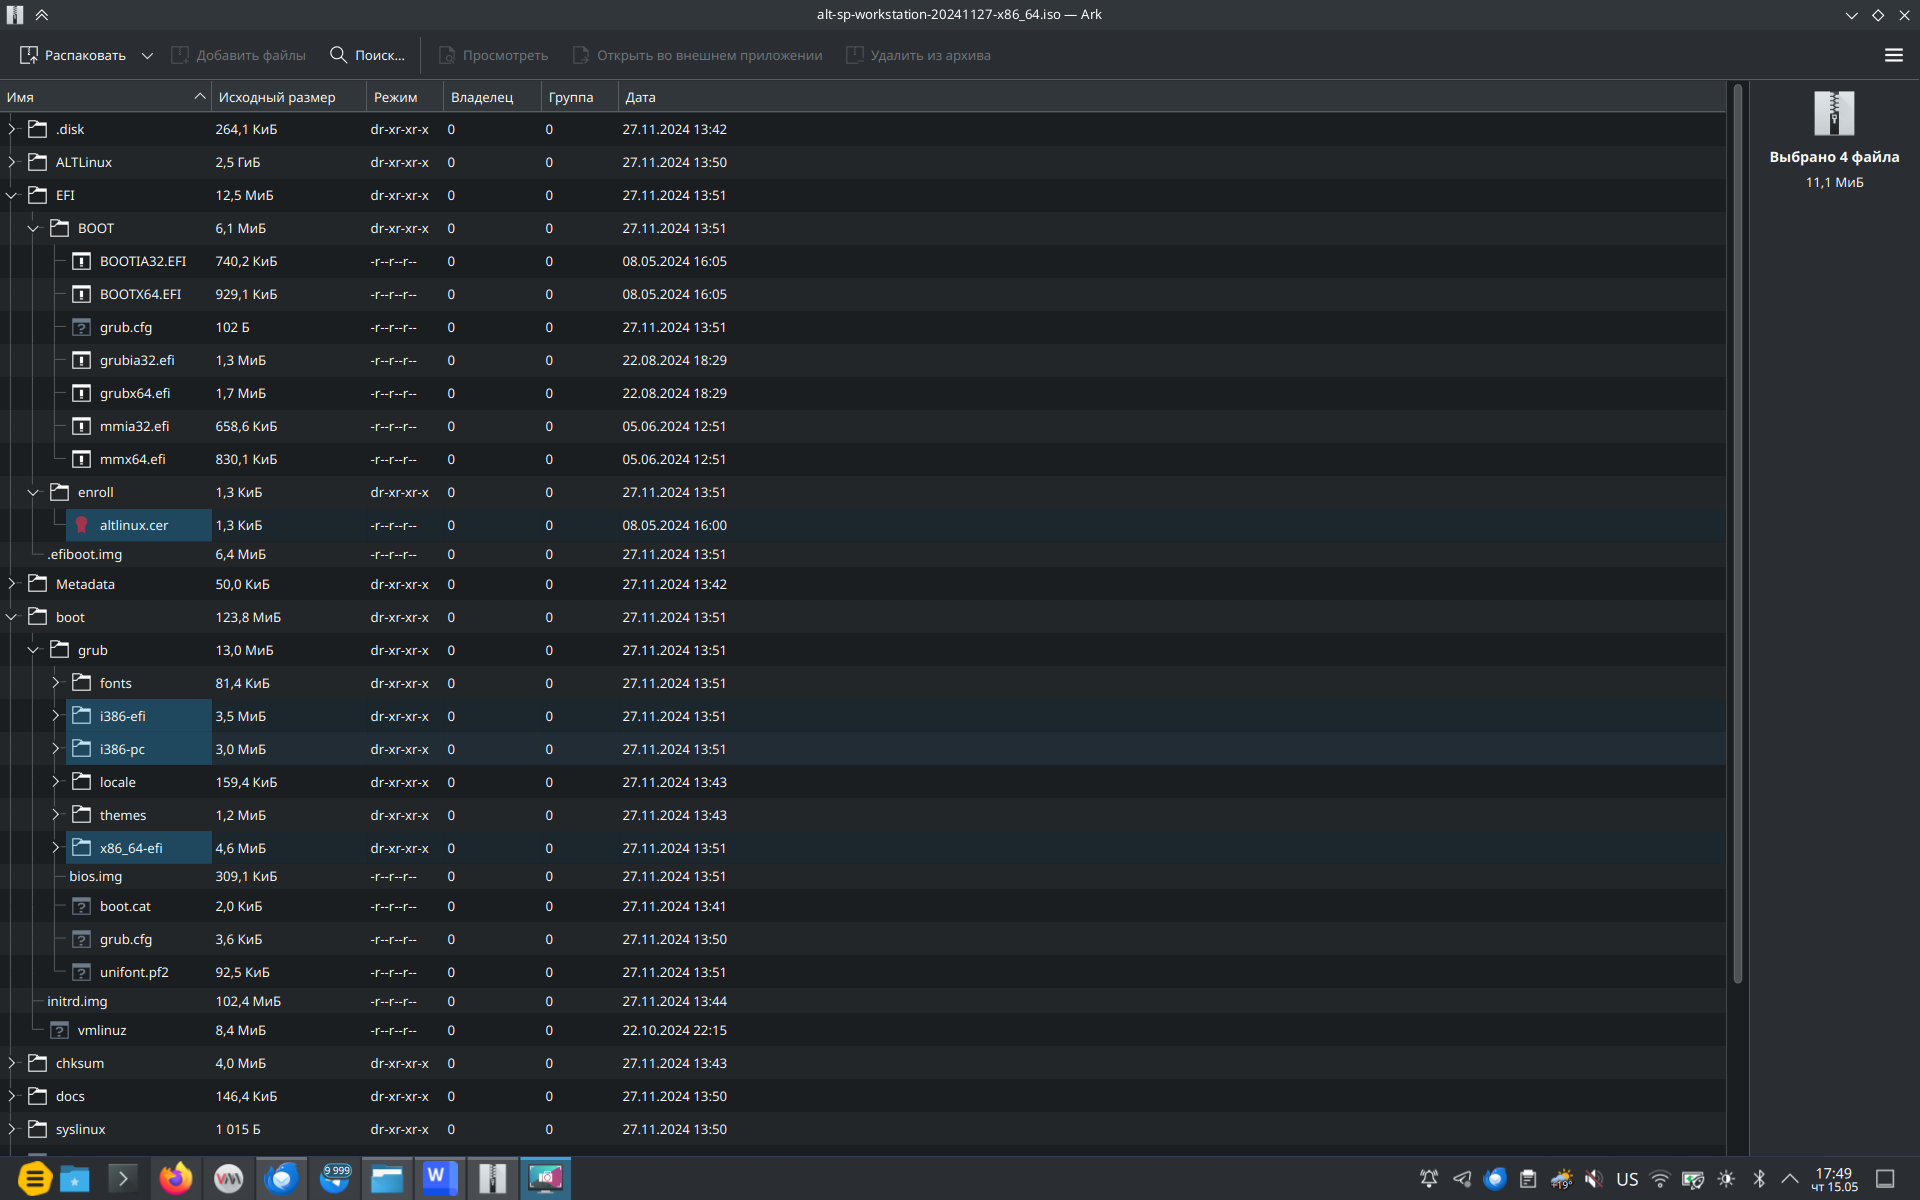 alt-sp-workstation-20241127-x86_64.iso — Ark
Распаковать Добавить файлы Поиск... Просмотреть Открыть во внешнем приложении Удалить из архива
Имя Исходный размер Режим Владелец Группа Дата
.disk 264,1 КиБ dr-xr-xr-x 0 0 27.11.2024 13:42
ALTLinux 2,5 ГиБ dr-xr-xr-x 0 0 27.11.2024 13:50
EFI 12,5 МиБ dr-xr-xr-x 0 0 27.11.2024 13:51
BOOT 6,1 МиБ dr-xr-xr-x 0 0 27.11.2024 13:51
BOOTIA32.EFI 740,2 КиБ -r--r--r-- 0 0 08.05.2024 16:05
BOOTX64.EFI 929,1 КиБ -r--r--r-- 0 0 08.05.2024 16:05
grub.cfg 102 Б -r--r--r-- 0 0 27.11.2024 13:51
grubia32.efi 1,3 МиБ -r--r--r-- 0 0 22.08.2024 18:29
grubx64.efi 1,7 МиБ -r--r--r-- 0 0 22.08.2024 18:29
mmia32.efi 658,6 КиБ -r--r--r-- 0 0 05.06.2024 12:51
mmx64.efi 830,1 КиБ -r--r--r-- 0 0 05.06.2024 12:51
enroll 1,3 КиБ dr-xr-xr-x 0 0 27.11.2024 13:51
altlinux.cer 1,3 КиБ -r--r--r-- 0 0 08.05.2024 16:00
.efiboot.img 6,4 МиБ -r--r--r-- 0 0 27.11.2024 13:51
Metadata 50,0 КиБ dr-xr-xr-x 0 0 27.11.2024 13:42
boot 123,8 МиБ dr-xr-xr-x 0 0 27.11.2024 13:51
grub 13,0 МиБ dr-xr-xr-x 0 0 27.11.2024 13:51
fonts 81,4 КиБ dr-xr-xr-x 0 0 27.11.2024 13:51
i386-efi 3,5 МиБ dr-xr-xr-x 0 0 27.11.2024 13:51
i386-pc 3,0 МиБ dr-xr-xr-x 0 0 27.11.2024 13:51
locale 159,4 КиБ dr-xr-xr-x 0 0 27.11.2024 13:43
themes 1,2 МиБ dr-xr-xr-x 0 0 27.11.2024 13:43
x86_64-efi 4,6 МиБ dr-xr-xr-x 0 0 27.11.2024 13:51
bios.img 309,1 КиБ -r--r--r-- 0 0 27.11.2024 13:51
boot.cat 2,0 КиБ -r--r--r-- 0 0 27.11.2024 13:41
grub.cfg 3,6 КиБ -r--r--r-- 0 0 27.11.2024 13:50
unifont.pf2 92,5 КиБ -r--r--r-- 0 0 27.11.2024 13:51
initrd.img 102,4 МиБ -r--r--r-- 0 0 27.11.2024 13:44
vmlinuz 8,4 МиБ -r--r--r-- 0 0 22.10.2024 22:15
chksum 4,0 МиБ dr-xr-xr-x 0 0 27.11.2024 13:43
docs 146,4 КиБ dr-xr-xr-x 0 0 27.11.2024 13:50
syslinux 1 015 Б dr-xr-xr-x 0 0 27.11.2024 13:50
Выбрано 4 файла
11,1 МиБ
9 999
W
+19°
US
17:49
чт 15.05